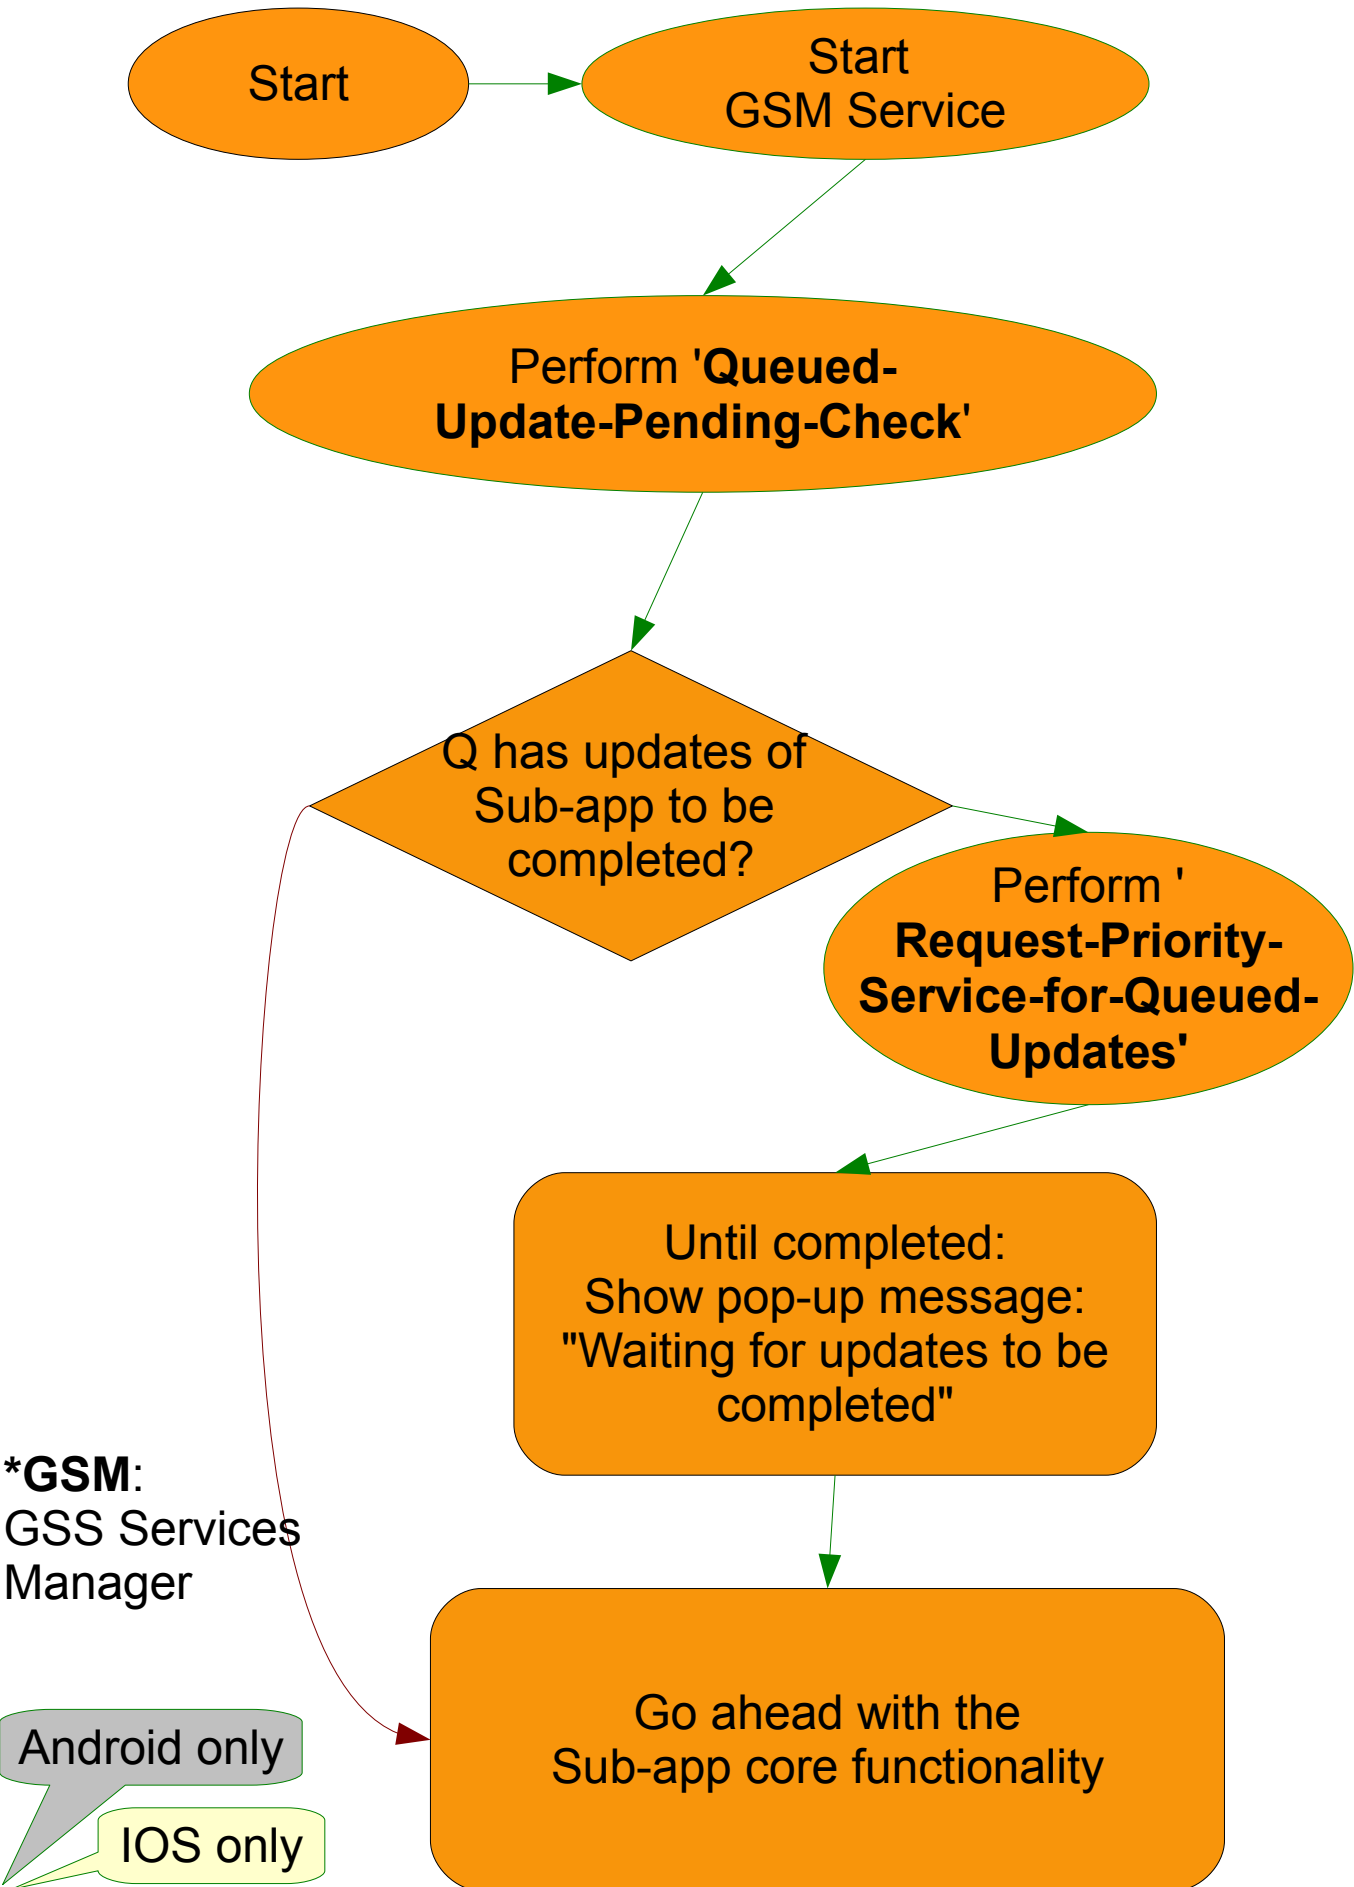 Start
Start
GSM Service
Perform 'Queued-
Update-Pending-Check'
Q has updates of
Sub-app to be
completed?
Perform '
Request-Priority-
Service-for-Queued-
Updates'
Until completed:
Show pop-up message:
"Waiting for updates to be
completed"
*GSM:
GSS Services
Manager
Go ahead with the
Sub-app core functionality
Android only
IOS only